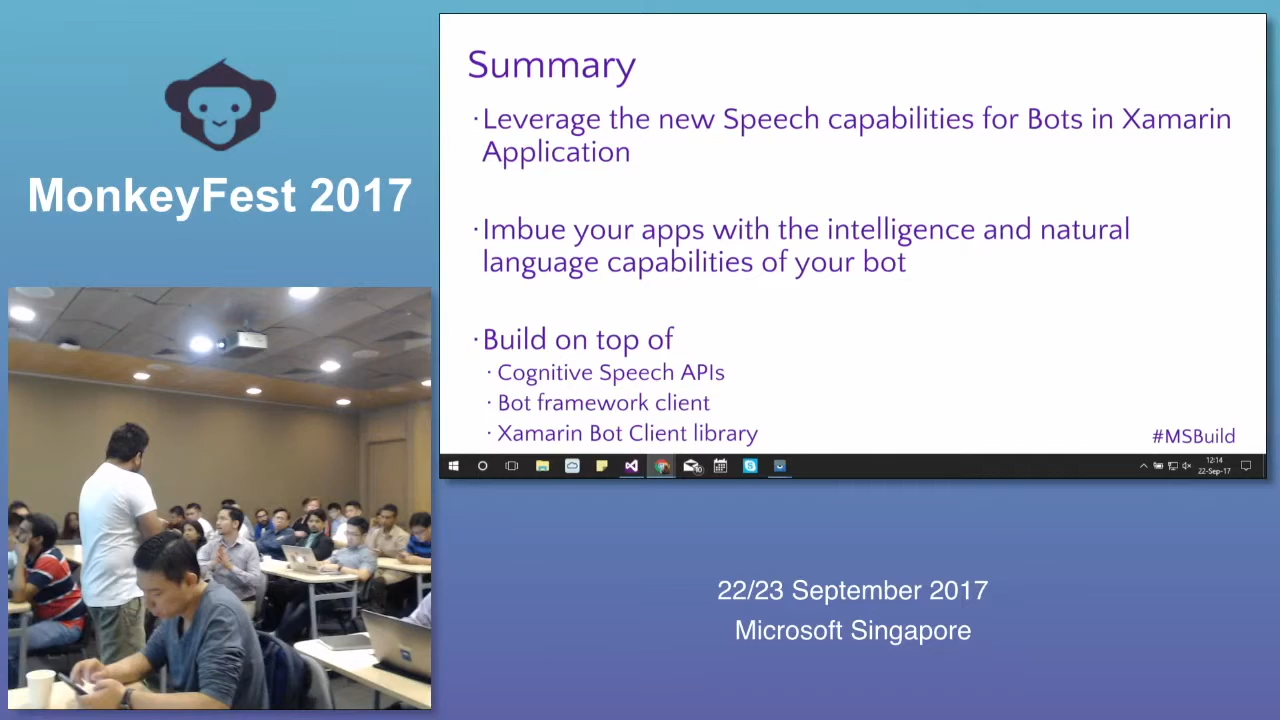 MonkeyFest 2017
Summary
·Leverage the new Speech capabilities for Bots in Xamarin
Application
·Imbue your apps with the intelligence and natural
language capabilities of your bot
·Build on top of
· Cognitive Speech APIs
· Bot framework client
· Xamarin Bot Client library
#MSBuild
12:14
22-Sep-17
22/23 September 2017
Microsoft Singapore